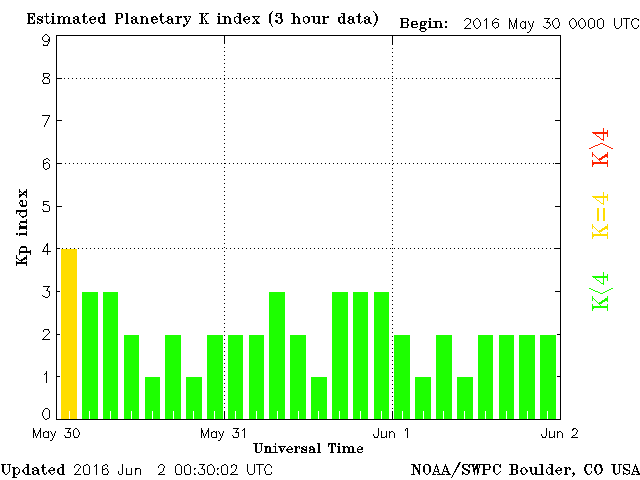 Estimated Planetary K index (3 hour data)
Begin: 2016 May 30 0000 UTC
9
8
7
6
5
4
3
2
1
0
Kp index
May 30
May 31
Jun 1
Jun 2
Universal Time
K>4
K=4
K<4
Updated 2016 Jun 2 00:30:02 UTC
NOAA/SWPC Boulder, CO USA